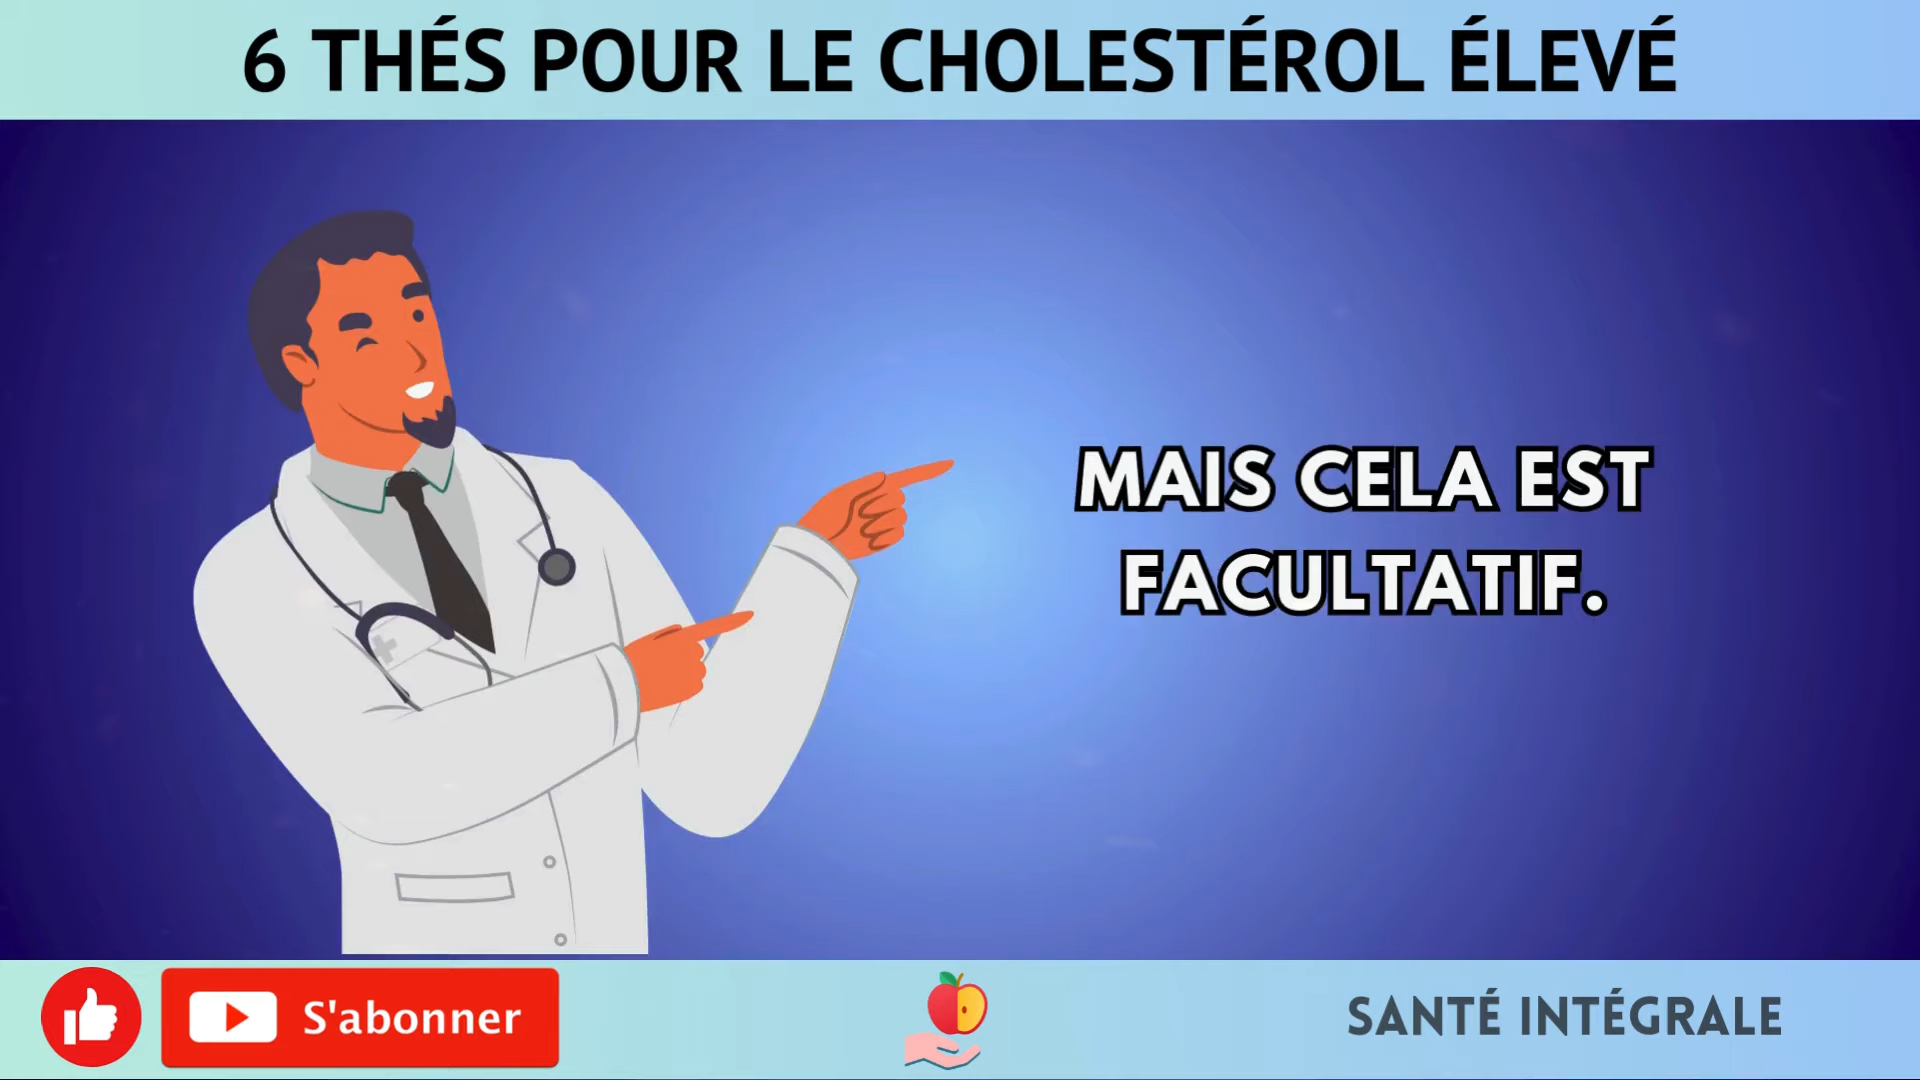 6 THÉS POUR LE CHOLESTÉROL ÉLEVÉ
MAIS CELA EST
FACULTATIF.
S'abonner
SANTÉ INTÉGRALE